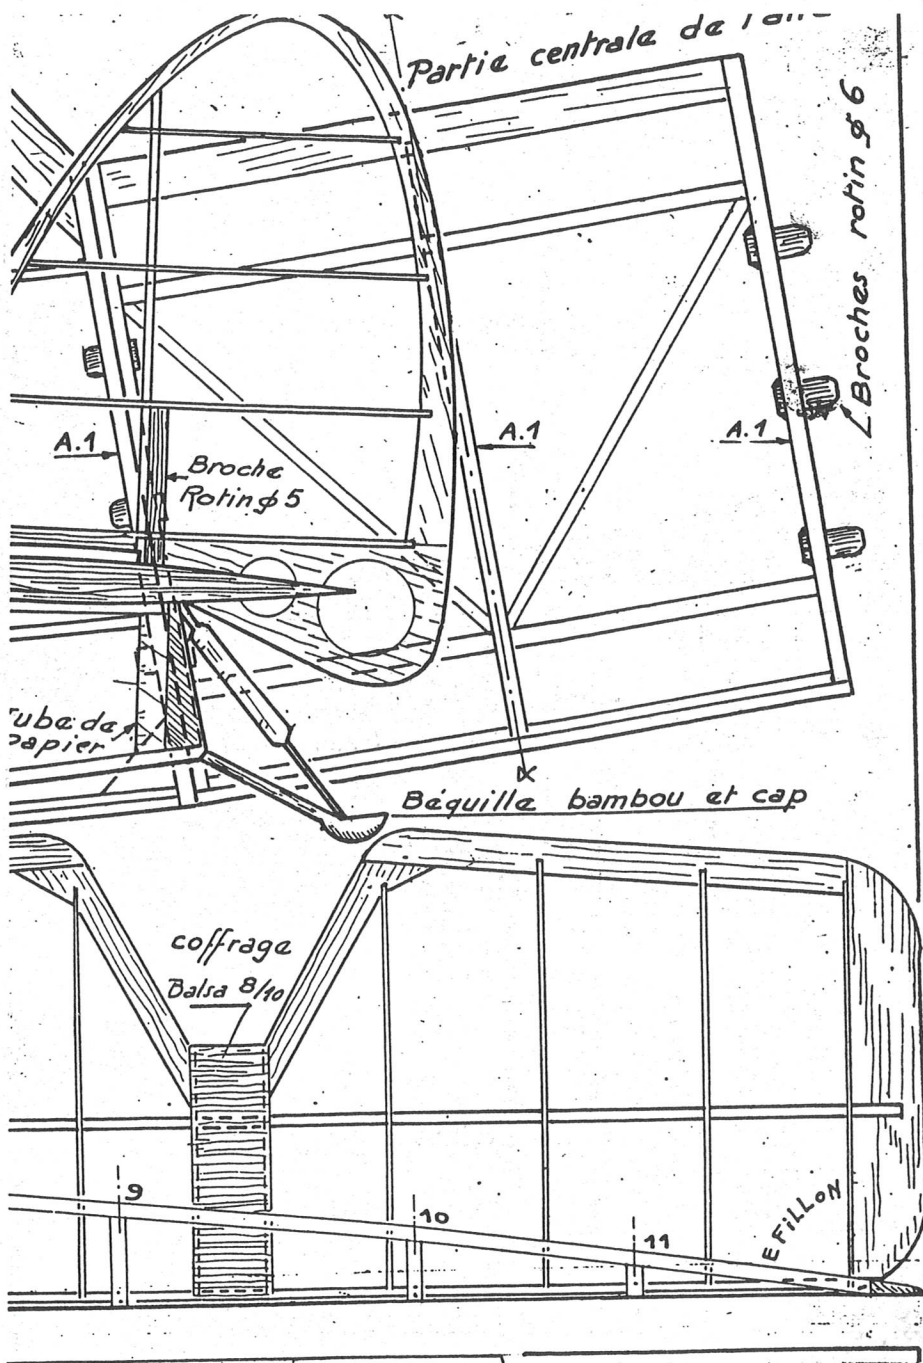 Partie centrale de l'aile
Broches rotin ø 6
A.1
A.1
A.1
Broche
Rotin ø 5
Tube de
papier
Béquille bambou et cap
coffrage
Balsa 8/10
9
10
11
E FILLON